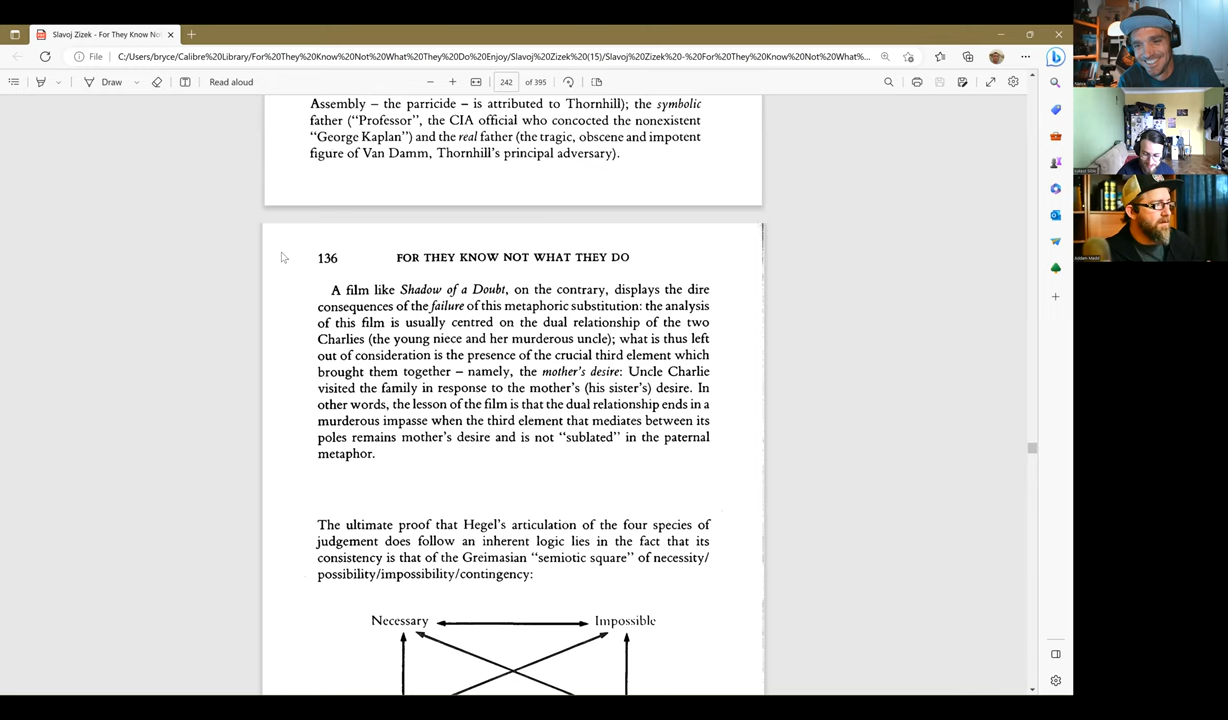 Slavoj Zizek - For They Know No
File
C:/Users/bryce/Calibre%20Library/For%20They%20Know%20Not%20What%20They%20Do%20Enjoy/Slavoj%20Zizek%20(15)/Slavoj%20Zizek%20-%20For%20They%20Know%20Not%20What%...
Draw
Read aloud
242
of 395
Assembly – the parricide – is attributed to Thornhill); the symbolic
father (“Professor”, the CIA official who concocted the nonexistent
“George Kaplan”) and the real father (the tragic, obscene and impotent
figure of Van Damm, Thornhill’s principal adversary).
136 FOR THEY KNOW NOT WHAT THEY DO
A film like Shadow of a Doubt, on the contrary, displays the dire
consequences of the failure of this metaphoric substitution: the analysis
of this film is usually centred on the dual relationship of the two
Charlies (the young niece and her murderous uncle); what is thus left
out of consideration is the presence of the crucial third element which
brought them together – namely, the mother’s desire: Uncle Charlie
visited the family in response to the mother’s (his sister’s) desire. In
other words, the lesson of the film is that the dual relationship ends in a
murderous impasse when the third element that mediates between its
poles remains mother’s desire and is not “sublated” in the paternal
metaphor.
The ultimate proof that Hegel’s articulation of the four species of
judgement does follow an inherent logic lies in the fact that its
consistency is that of the Greimasian “semiotic square” of necessity/
possibility/impossibility/contingency:
Necessary
Impossible